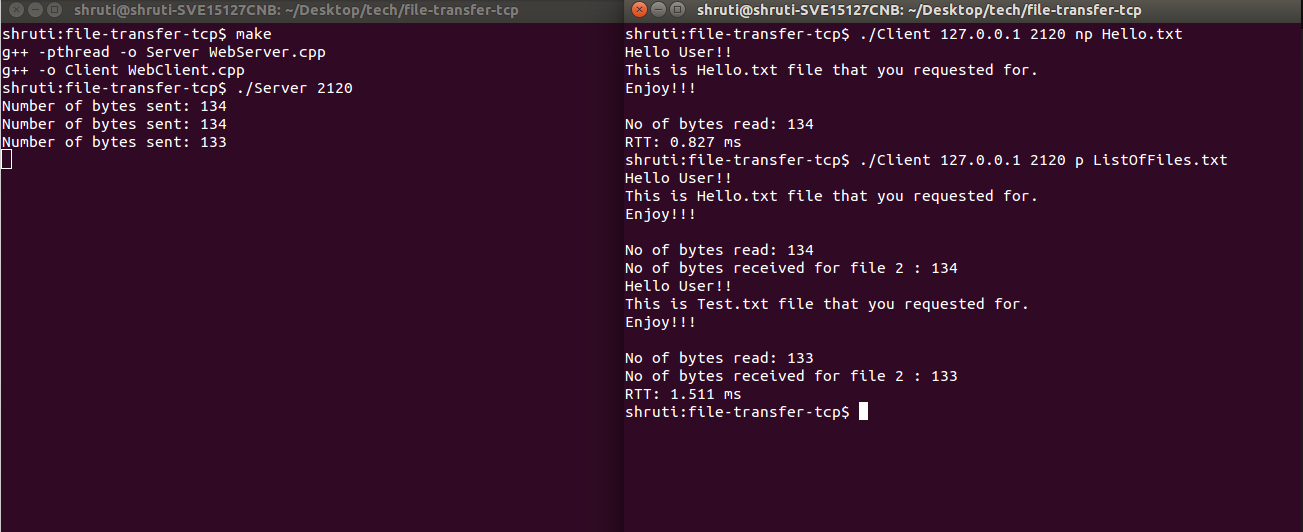 shruti@shruti-SVE15127CNB: ~/Desktop/tech/file-transfer-tcp
shruti:file-transfer-tcp$ make
g++ -pthread -o Server WebServer.cpp
g++ -o Client WebClient.cpp
shruti:file-transfer-tcp$ ./Server 2120
Number of bytes sent: 134
Number of bytes sent: 134
Number of bytes sent: 133
shruti@shruti-SVE15127CNB: ~/Desktop/tech/file-transfer-tcp
shruti:file-transfer-tcp$ ./Client 127.0.0.1 2120 np Hello.txt
Hello User!!
This is Hello.txt file that you requested for.
Enjoy!!!
No of bytes read: 134
RTT: 0.827 ms
shruti:file-transfer-tcp$ ./Client 127.0.0.1 2120 p ListOfFiles.txt
Hello User!!
This is Hello.txt file that you requested for.
Enjoy!!!
No of bytes read: 134
No of bytes received for file 2 : 134
Hello User!!
This is Test.txt file that you requested for.
Enjoy!!!
No of bytes read: 133
No of bytes received for file 2 : 133
RTT: 1.511 ms
shruti:file-transfer-tcp$